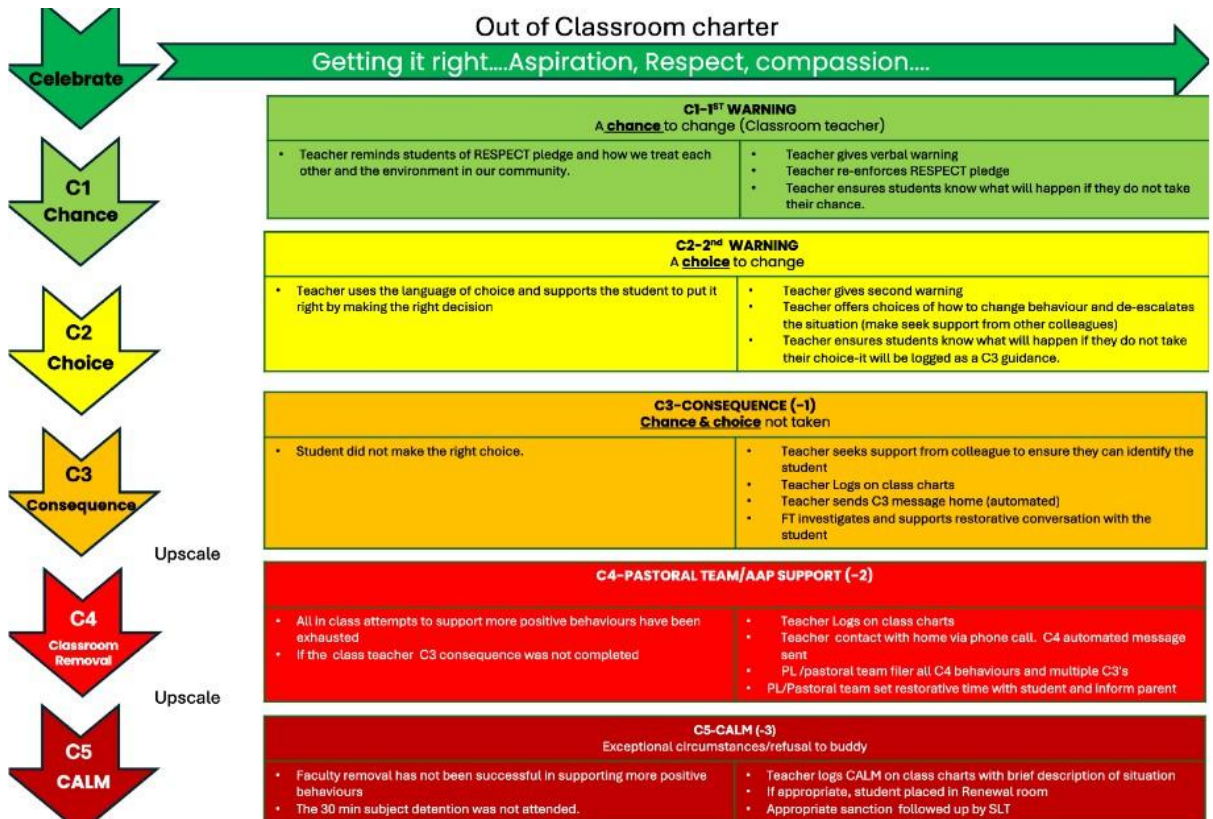 Out of Classroom charter
Celebrate
Getting it right....Aspiration, Respect, compassion....
C1
Chance
C1-1ST WARNING
A chance to change (Classroom teacher)
• Teacher reminds students of RESPECT pledge and how we treat each
other and the environment in our community.
• Teacher gives verbal warning
• Teacher re-enforces RESPECT pledge
• Teacher ensures students know what will happen if they do not take
their chance.
C2
Choice
C2-2nd WARNING
A choice to change
• Teacher uses the language of choice and supports the student to put it
right by making the right decision
• Teacher gives second warning
• Teacher offers choices of how to change behaviour and de-escalates
the situation (make seek support from other colleagues)
• Teacher ensures students know what will happen if they do not take
their choice-it will be logged as a C3 guidance.
C3
Consequence
C3-CONSEQUENCE (-1)
Chance & choice not taken
• Student did not make the right choice.
• Teacher seeks support from colleague to ensure they can identify the
student
• Teacher Logs on class charts
• Teacher sends C3 message home (automated)
• FT investigates and supports restorative conversation with the
student
Upscale
C4
Classroom
Removal
C4-PASTORAL TEAM/AAP SUPPORT (-2)
• All in class attempts to support more positive behaviours have been
exhausted
• If the class teacher C3 consequence was not completed
• Teacher Logs on class charts
• Teacher contact with home via phone call. C4 automated message
sent
• PL /pastoral team filer all C4 behaviours and multiple C3's
• PL/Pastoral team set restorative time with student and inform parent
Upscale
C5
CALM
C5-CALM (-3)
Exceptional circumstances/refusal to buddy
• Faculty removal has not been successful in supporting more positive
behaviours
• The 30 min subject detention was not attended.
• Teacher logs CALM on class charts with brief description of situation
• If appropriate, student placed in Renewal room
• Appropriate sanction followed up by SLT